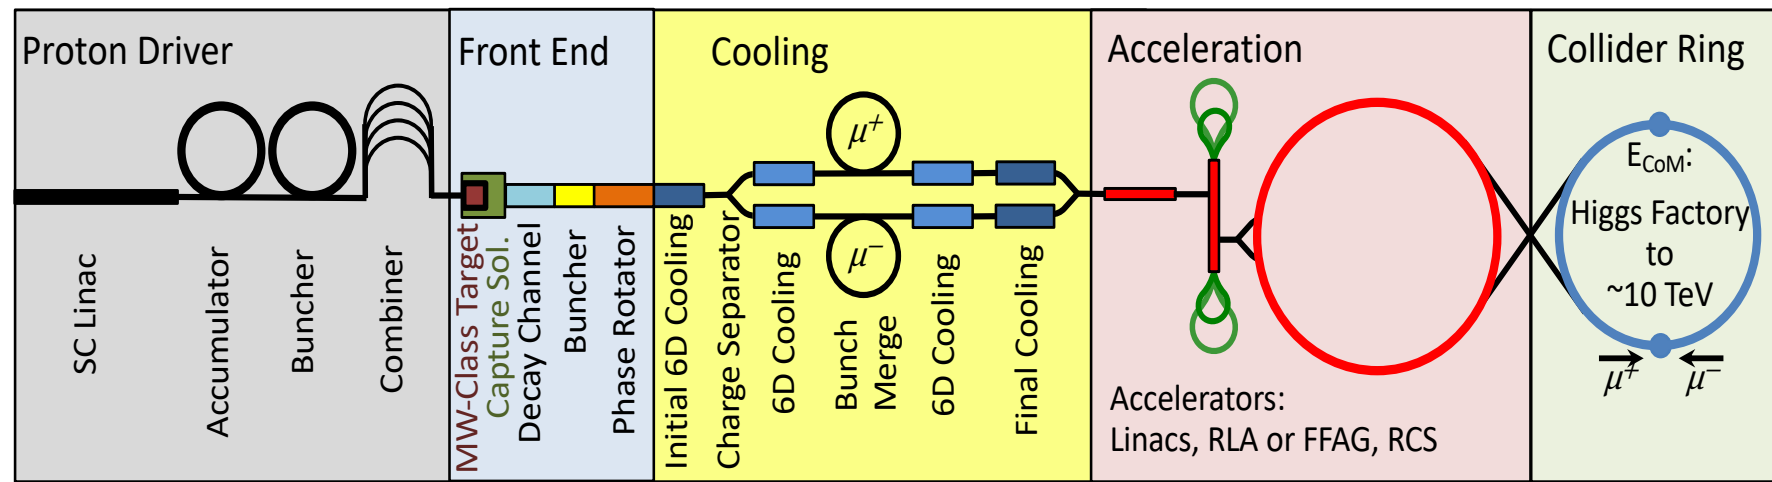 Proton Driver
SC Linac
Accumulator
Buncher
Combiner
Front End
MW-Class Target
Capture Sol.
Decay Channel
Buncher
Phase Rotator
Cooling
μ+
μ−
Initial 6D Cooling
Charge Separator
6D Cooling
Bunch
Merge
6D Cooling
Final Cooling
Acceleration
Accelerators:
Linacs, RLA or FFAG, RCS
Collider Ring
ECoM:
Higgs Factory
to
~10 TeV
μ+ μ−